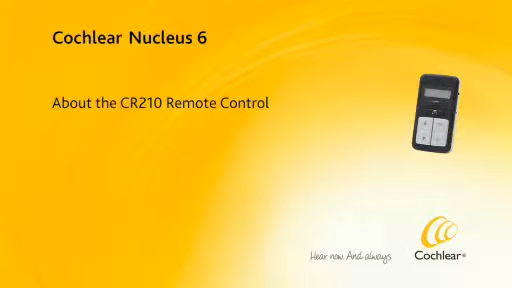 Cochlear Nucleus 6
About the CR210 Remote Control
Hear now. And always
Cochlear®